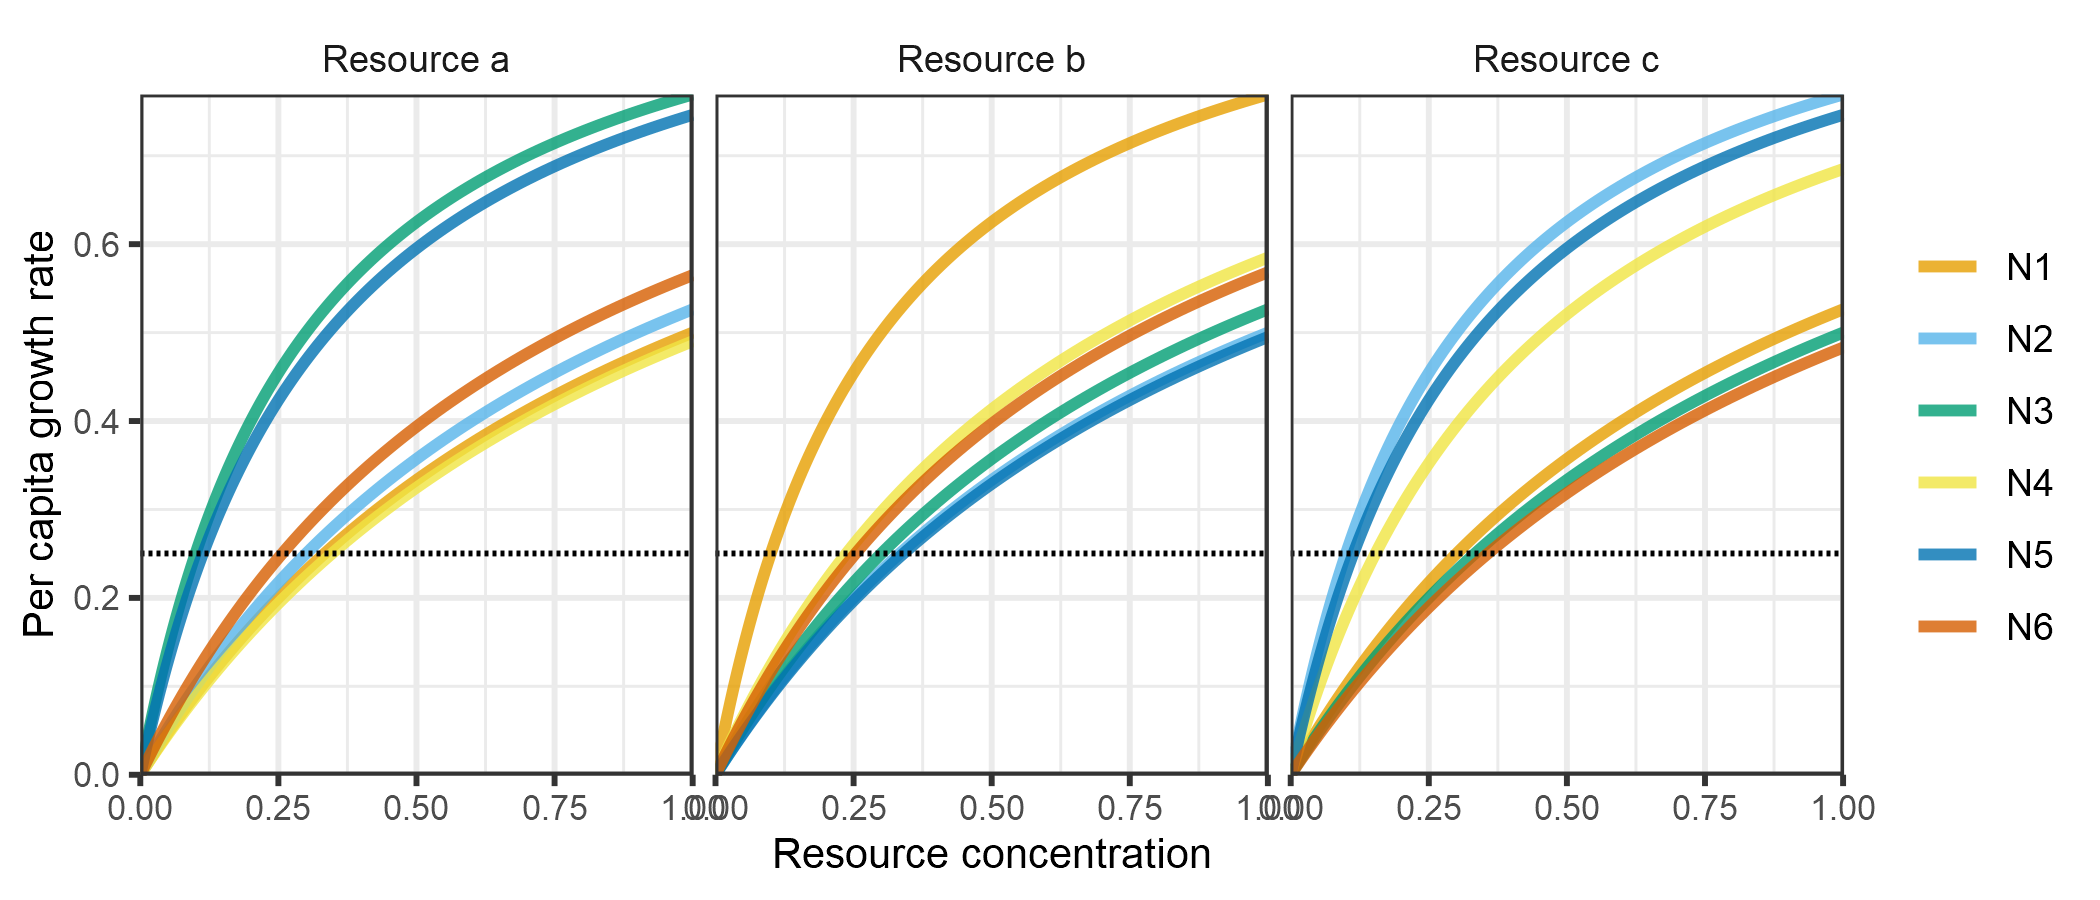 Resource a
Resource b
Resource c
Per capita growth rate
0.6
0.4
0.2
0.0
0.00 0.25 0.50 0.75 1.00
0.00 0.25 0.50 0.75 1.00
0.00 0.25 0.50 0.75 1.00
Resource concentration
N1
N2
N3
N4
N5
N6